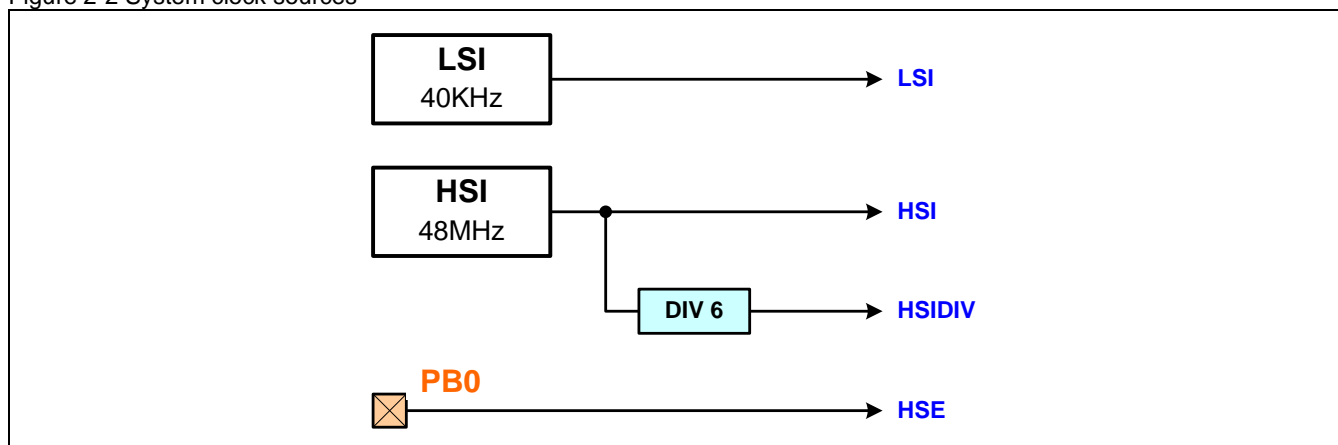 Figure 2-2 System clock sources
LSI
40KHz
LSI
HSI
48MHz
HSI
DIV 6
HSIDIV
PB0
HSE